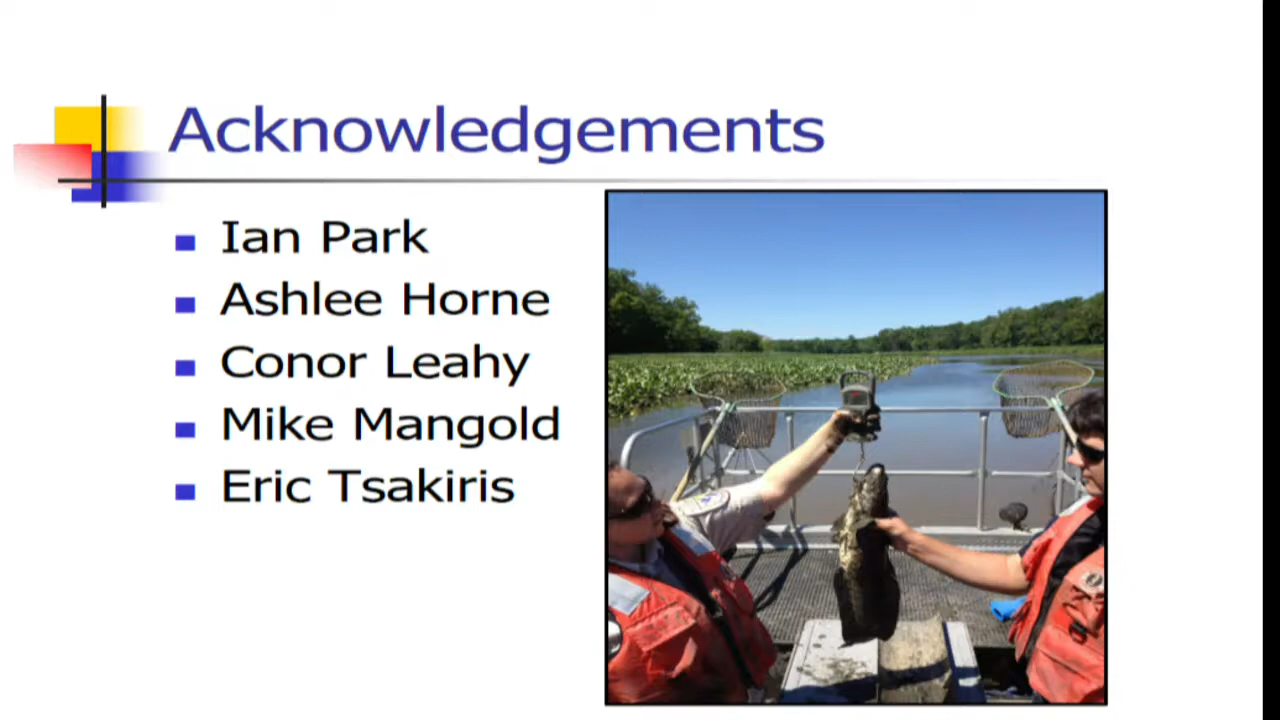 Acknowledgements
Ian Park
Ashlee Horne
Conor Leahy
Mike Mangold
Eric Tsakiris